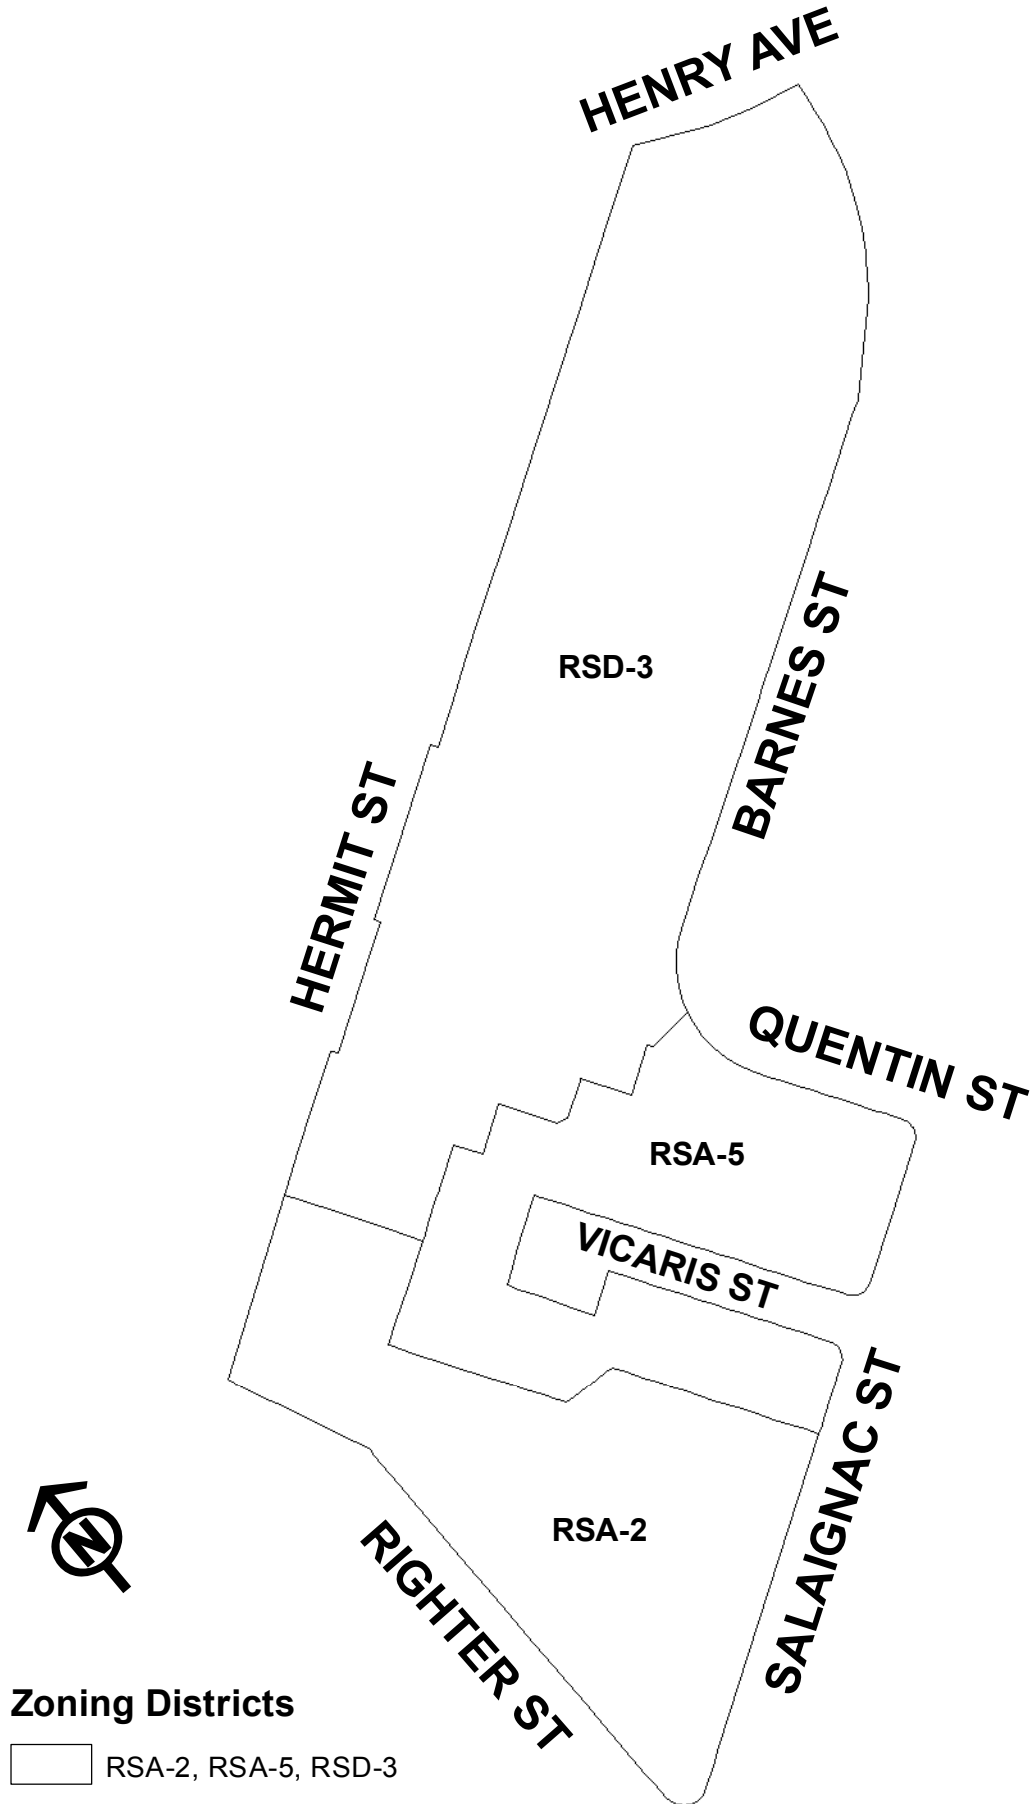 HENRY AVE
RSD-3
BARNES ST
HERMIT ST
QUENTIN ST
RSA-5
VICARIS ST
SALAIGNAC ST
N
RSA-2
RIGHTER ST
Zoning Districts
RSA-2, RSA-5, RSD-3